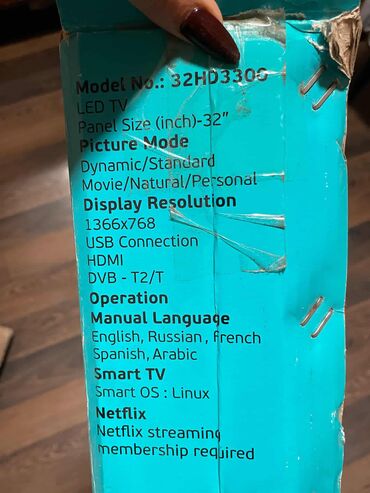 Model No.: 32HD3300
LED TV
Panel Size (inch)-32"
Picture Mode
Dynamic/Standard
Movie/Natural/Personal
Display Resolution
1366x768
USB Connection
HDMI
DVB - T2/T
Operation
Manual Language
English, Russian, French
Spanish, Arabic
Smart TV
Smart OS : Linux
Netflix
Netflix streaming
membership required